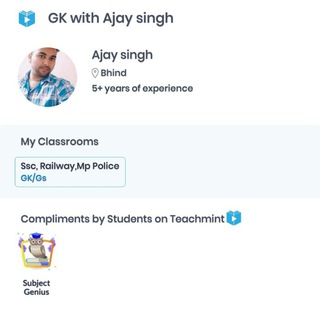 GK with Ajay singh
Ajay singh
Bhind
5+ years of experience
My Classrooms
Ssc, Railway,Mp Police
GK/Gs
Compliments by Students on Teachmint
Subject
Genius